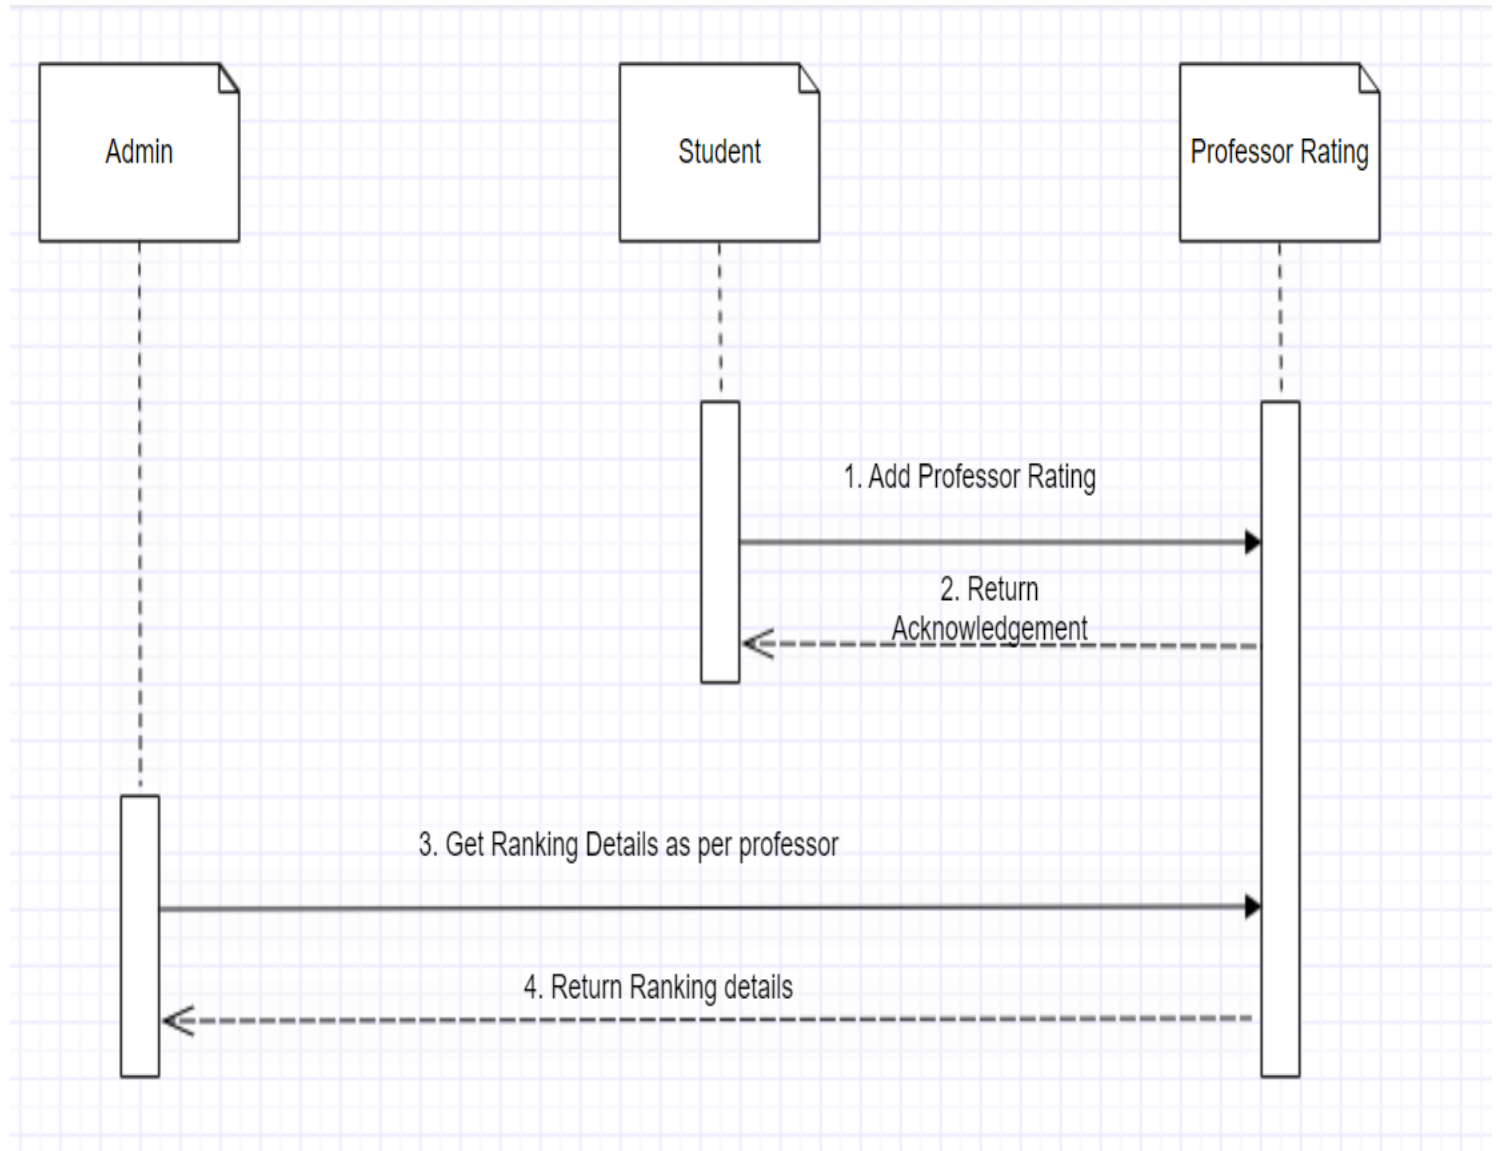 Admin
Student
Professor Rating
1. Add Professor Rating
2. Return
Acknowledgement
3. Get Ranking Details as per professor
4. Return Ranking details